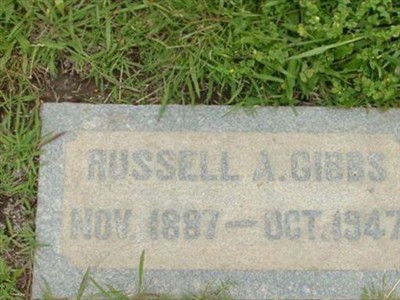 RUSSELL A. GIBBS
NOV. 1897 — OCT. 1947